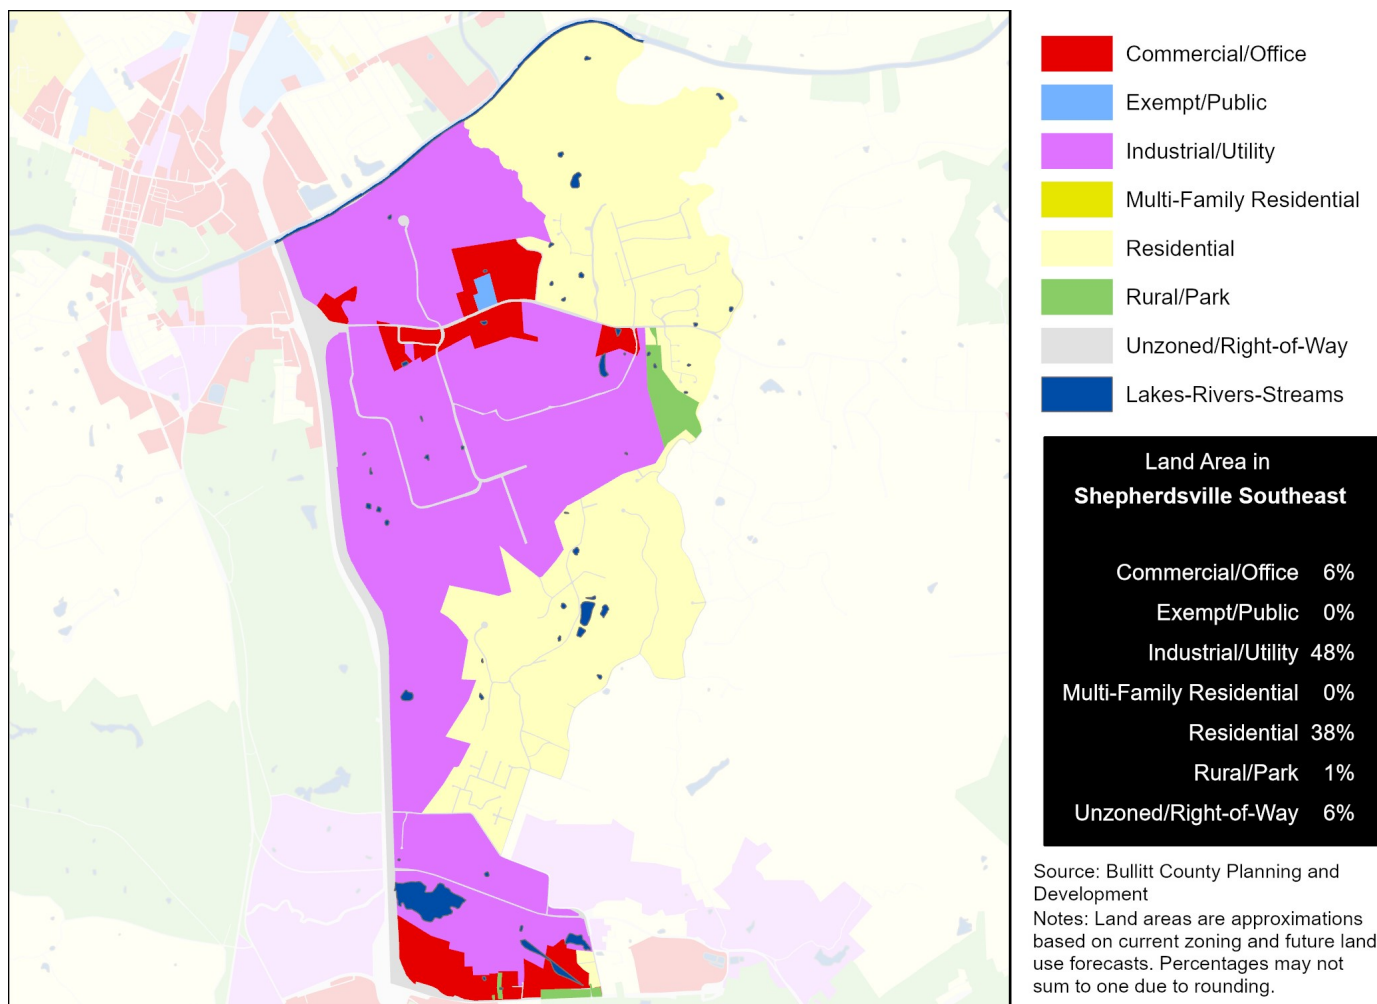 Commercial/Office
Exempt/Public
Industrial/Utility
Multi-Family Residential
Residential
Rural/Park
Unzoned/Right-of-Way
Lakes-Rivers-Streams
Land Area in
Shepherdsville Southeast
Commercial/Office 6%
Exempt/Public 0%
Industrial/Utility 48%
Multi-Family Residential 0%
Residential 38%
Rural/Park 1%
Unzoned/Right-of-Way 6%
Source: Bullitt County Planning and
Development
Notes: Land areas are approximations
based on current zoning and future land
use forecasts. Percentages may not
sum to one due to rounding.